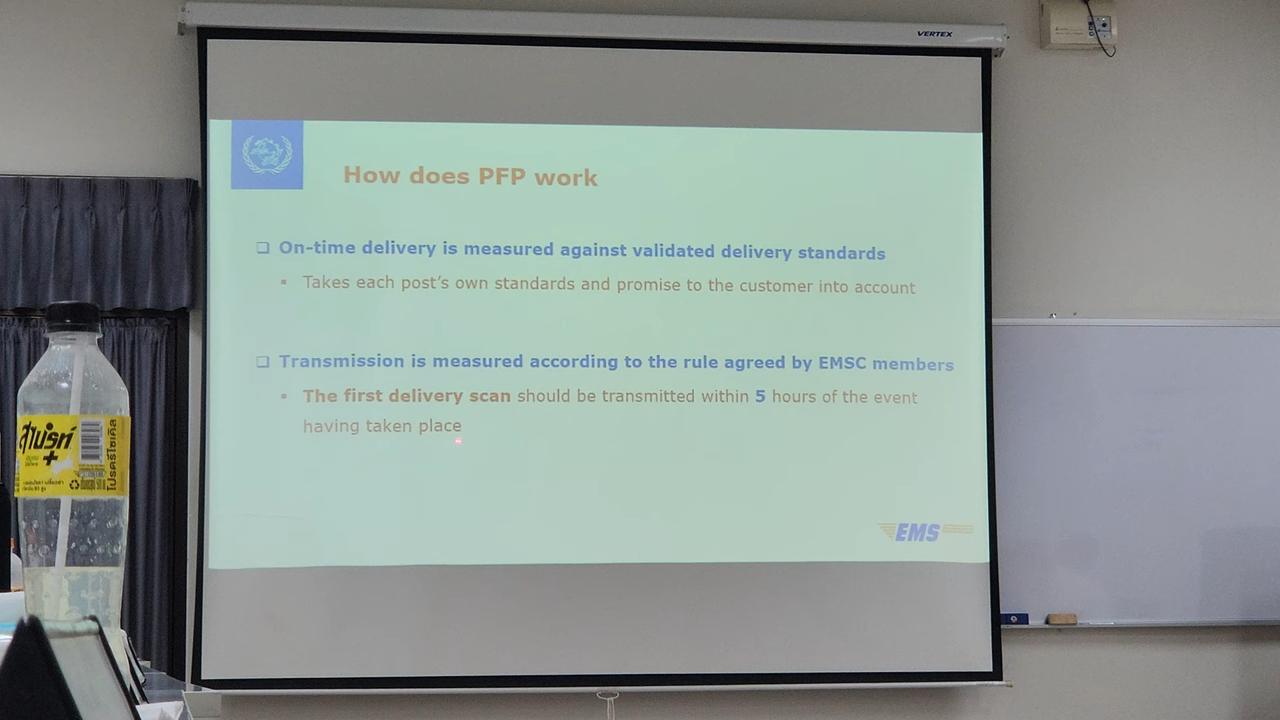 VERTEX
How does PFP work
❑ On-time delivery is measured against validated delivery standards
▪ Takes each post's own standards and promise to the customer into account
❑ Transmission is measured according to the rule agreed by EMSC members
▪ The first delivery scan should be transmitted within 5 hours of the event
having taken place
EMS
+